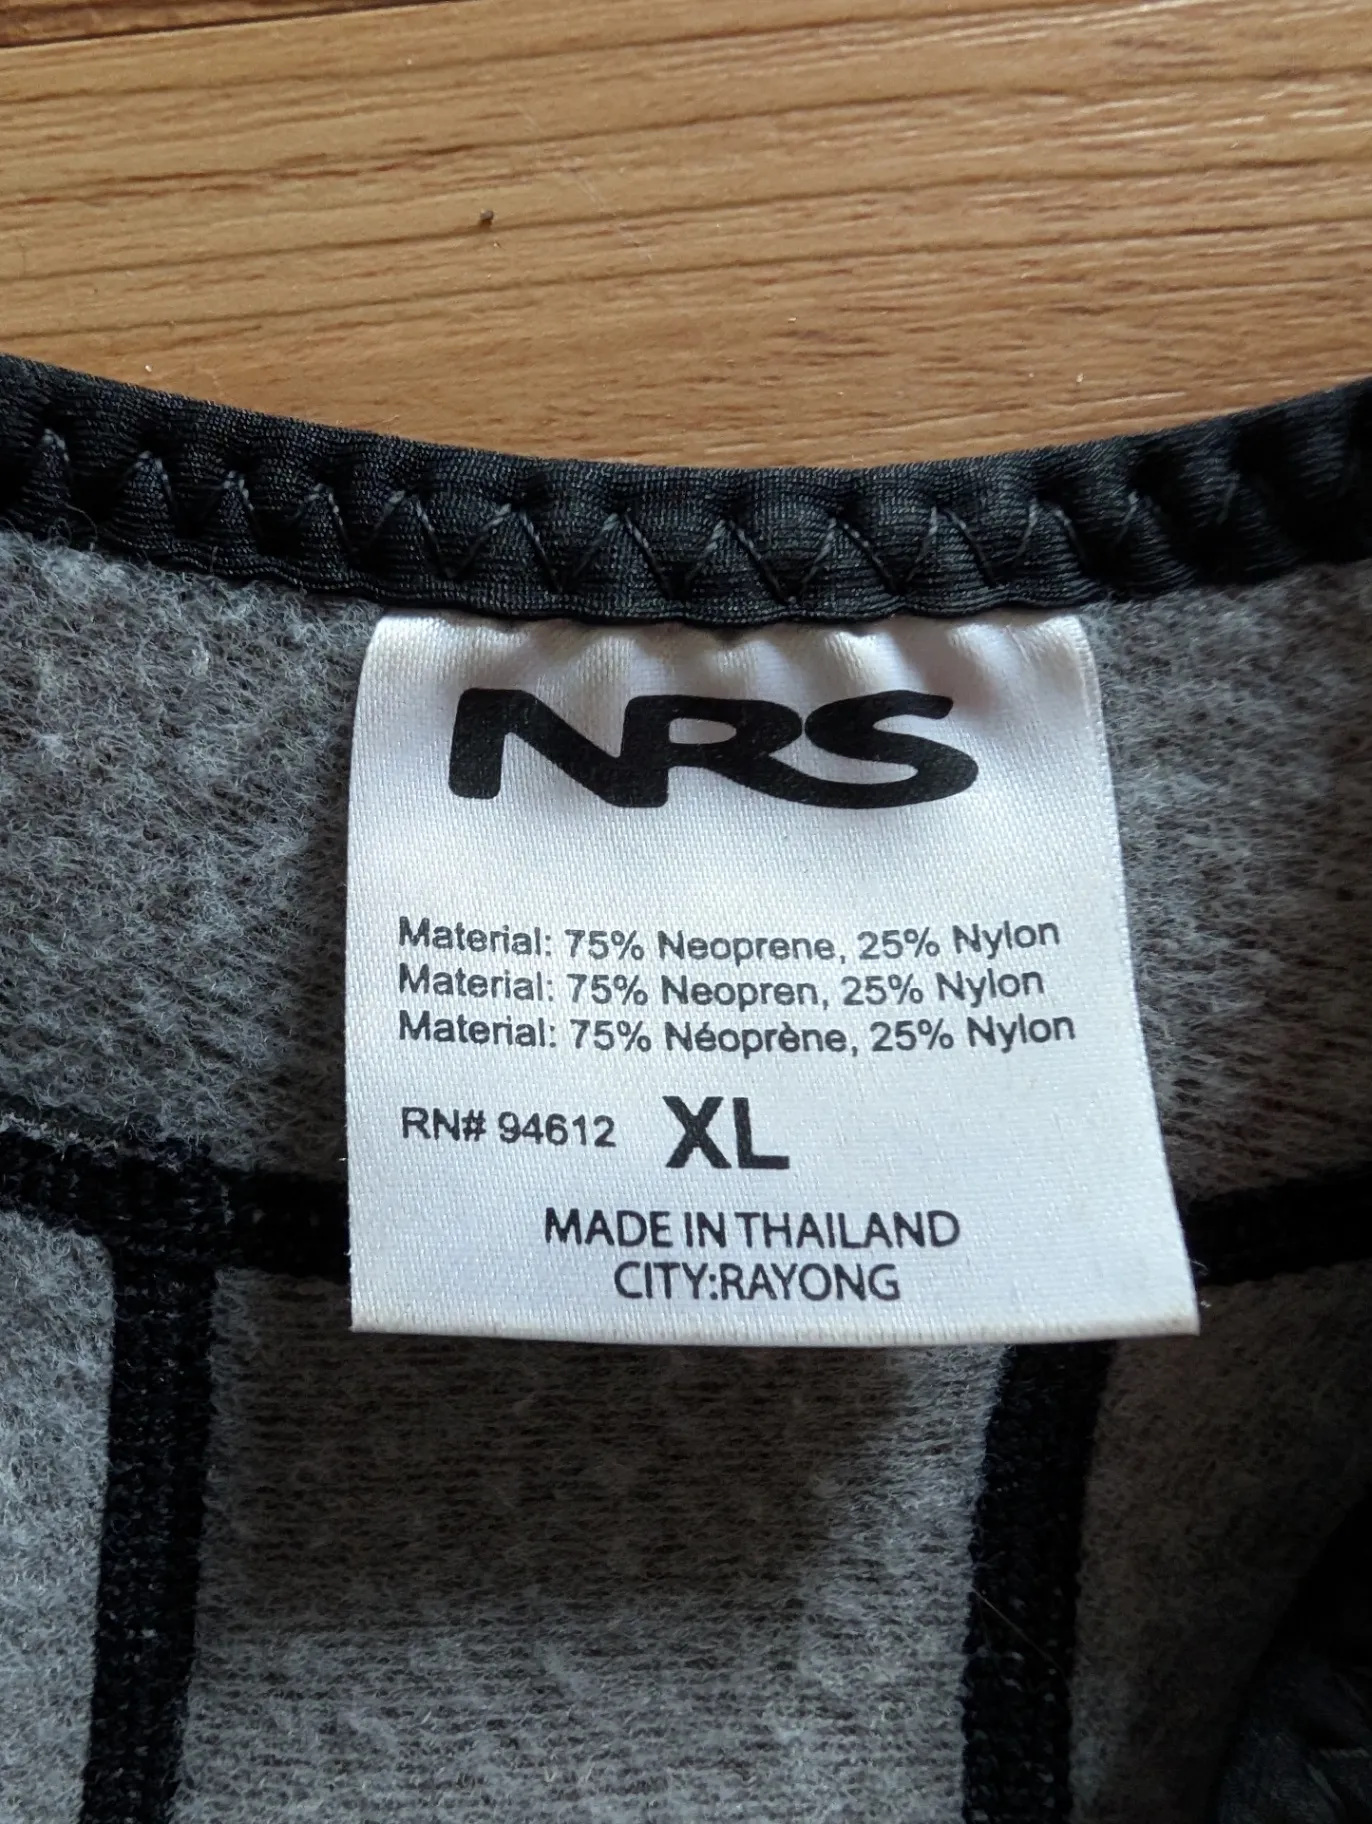 NRS
Material: 75% Neoprene, 25% Nylon
Material: 75% Neopren, 25% Nylon
Material: 75% Néoprène, 25% Nylon
RN# 94612 XL
MADE IN THAILAND
CITY:RAYONG